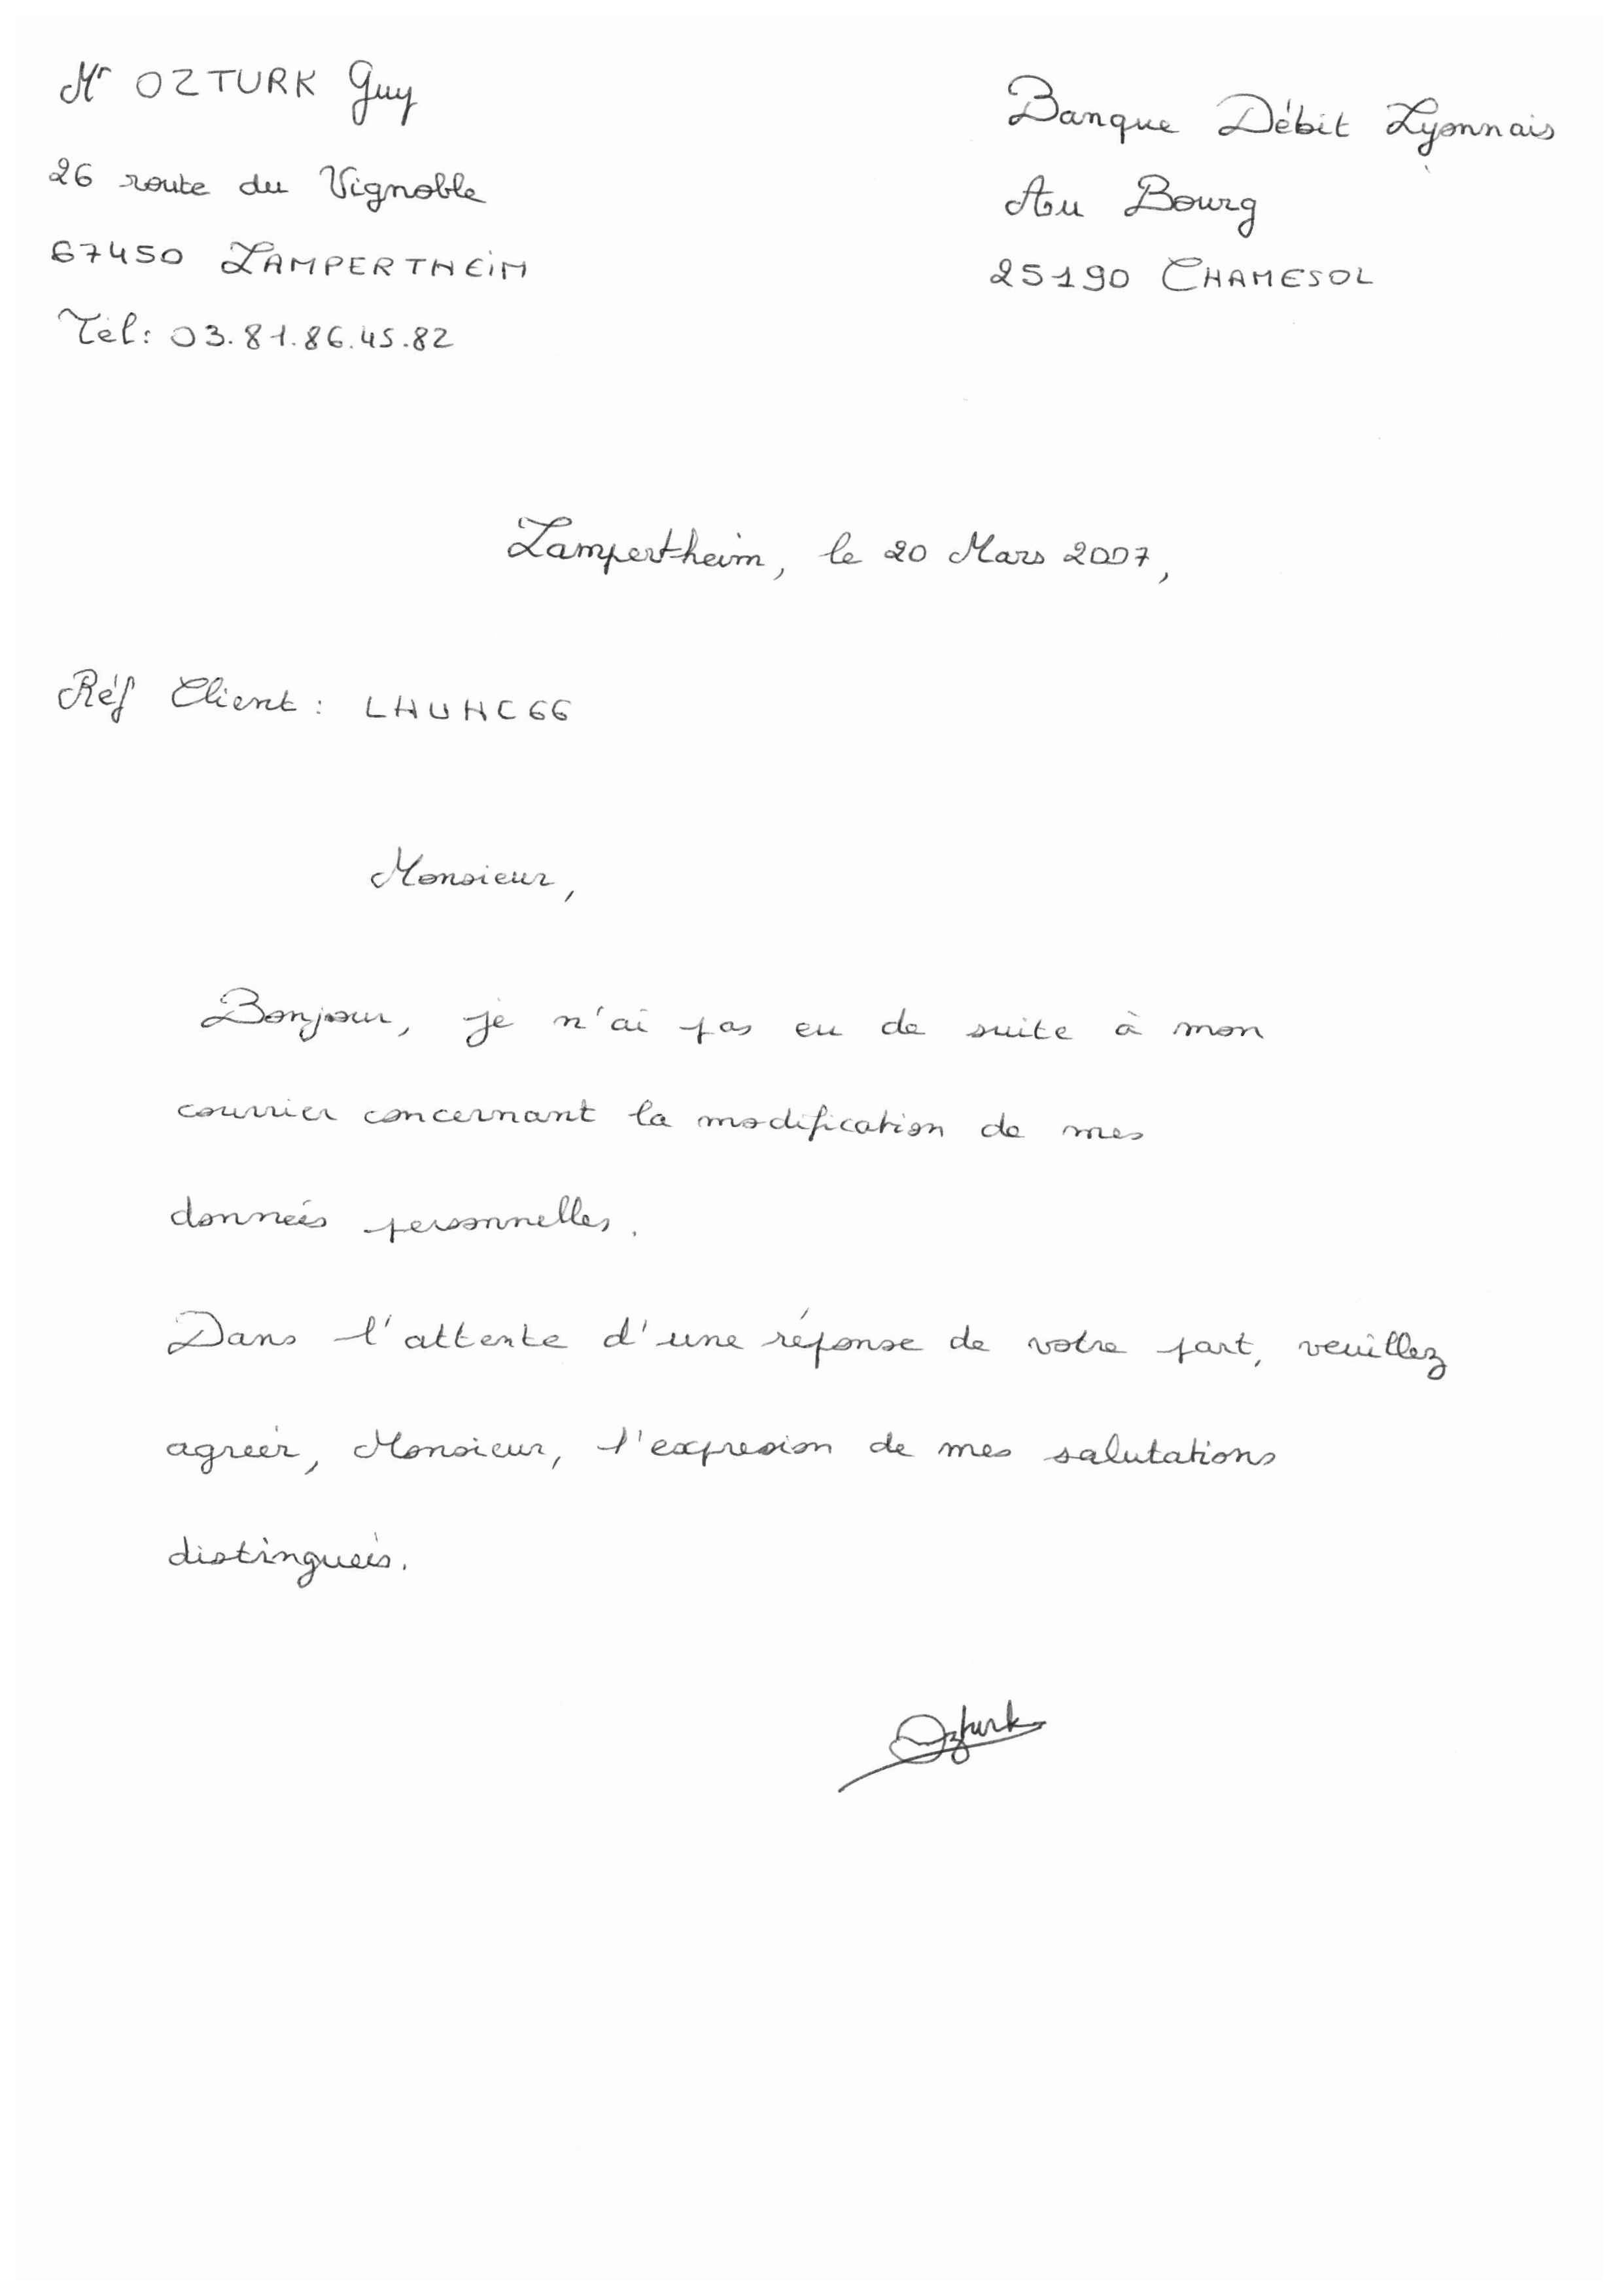 Mr OZTURK Guy
26 route du Vignoble
67450 LAMPERTHEIM
Tél: 03.81.86.45.82
Banque Débit Lyonnais
Au Bourg
25190 CHAMESOL
Lampertheim, le 20 Mars 2007,
Réf Client : LHUHC66
Monsieur,
Bonjour, je n'ai pas eu de suite à mon
courrier concernant la modification de mes
données personnelles.
Dans l'attente d'une réponse de votre part, veuillez
agréer, Monsieur, l'expression de mes salutations
distinguées.
Ozturk